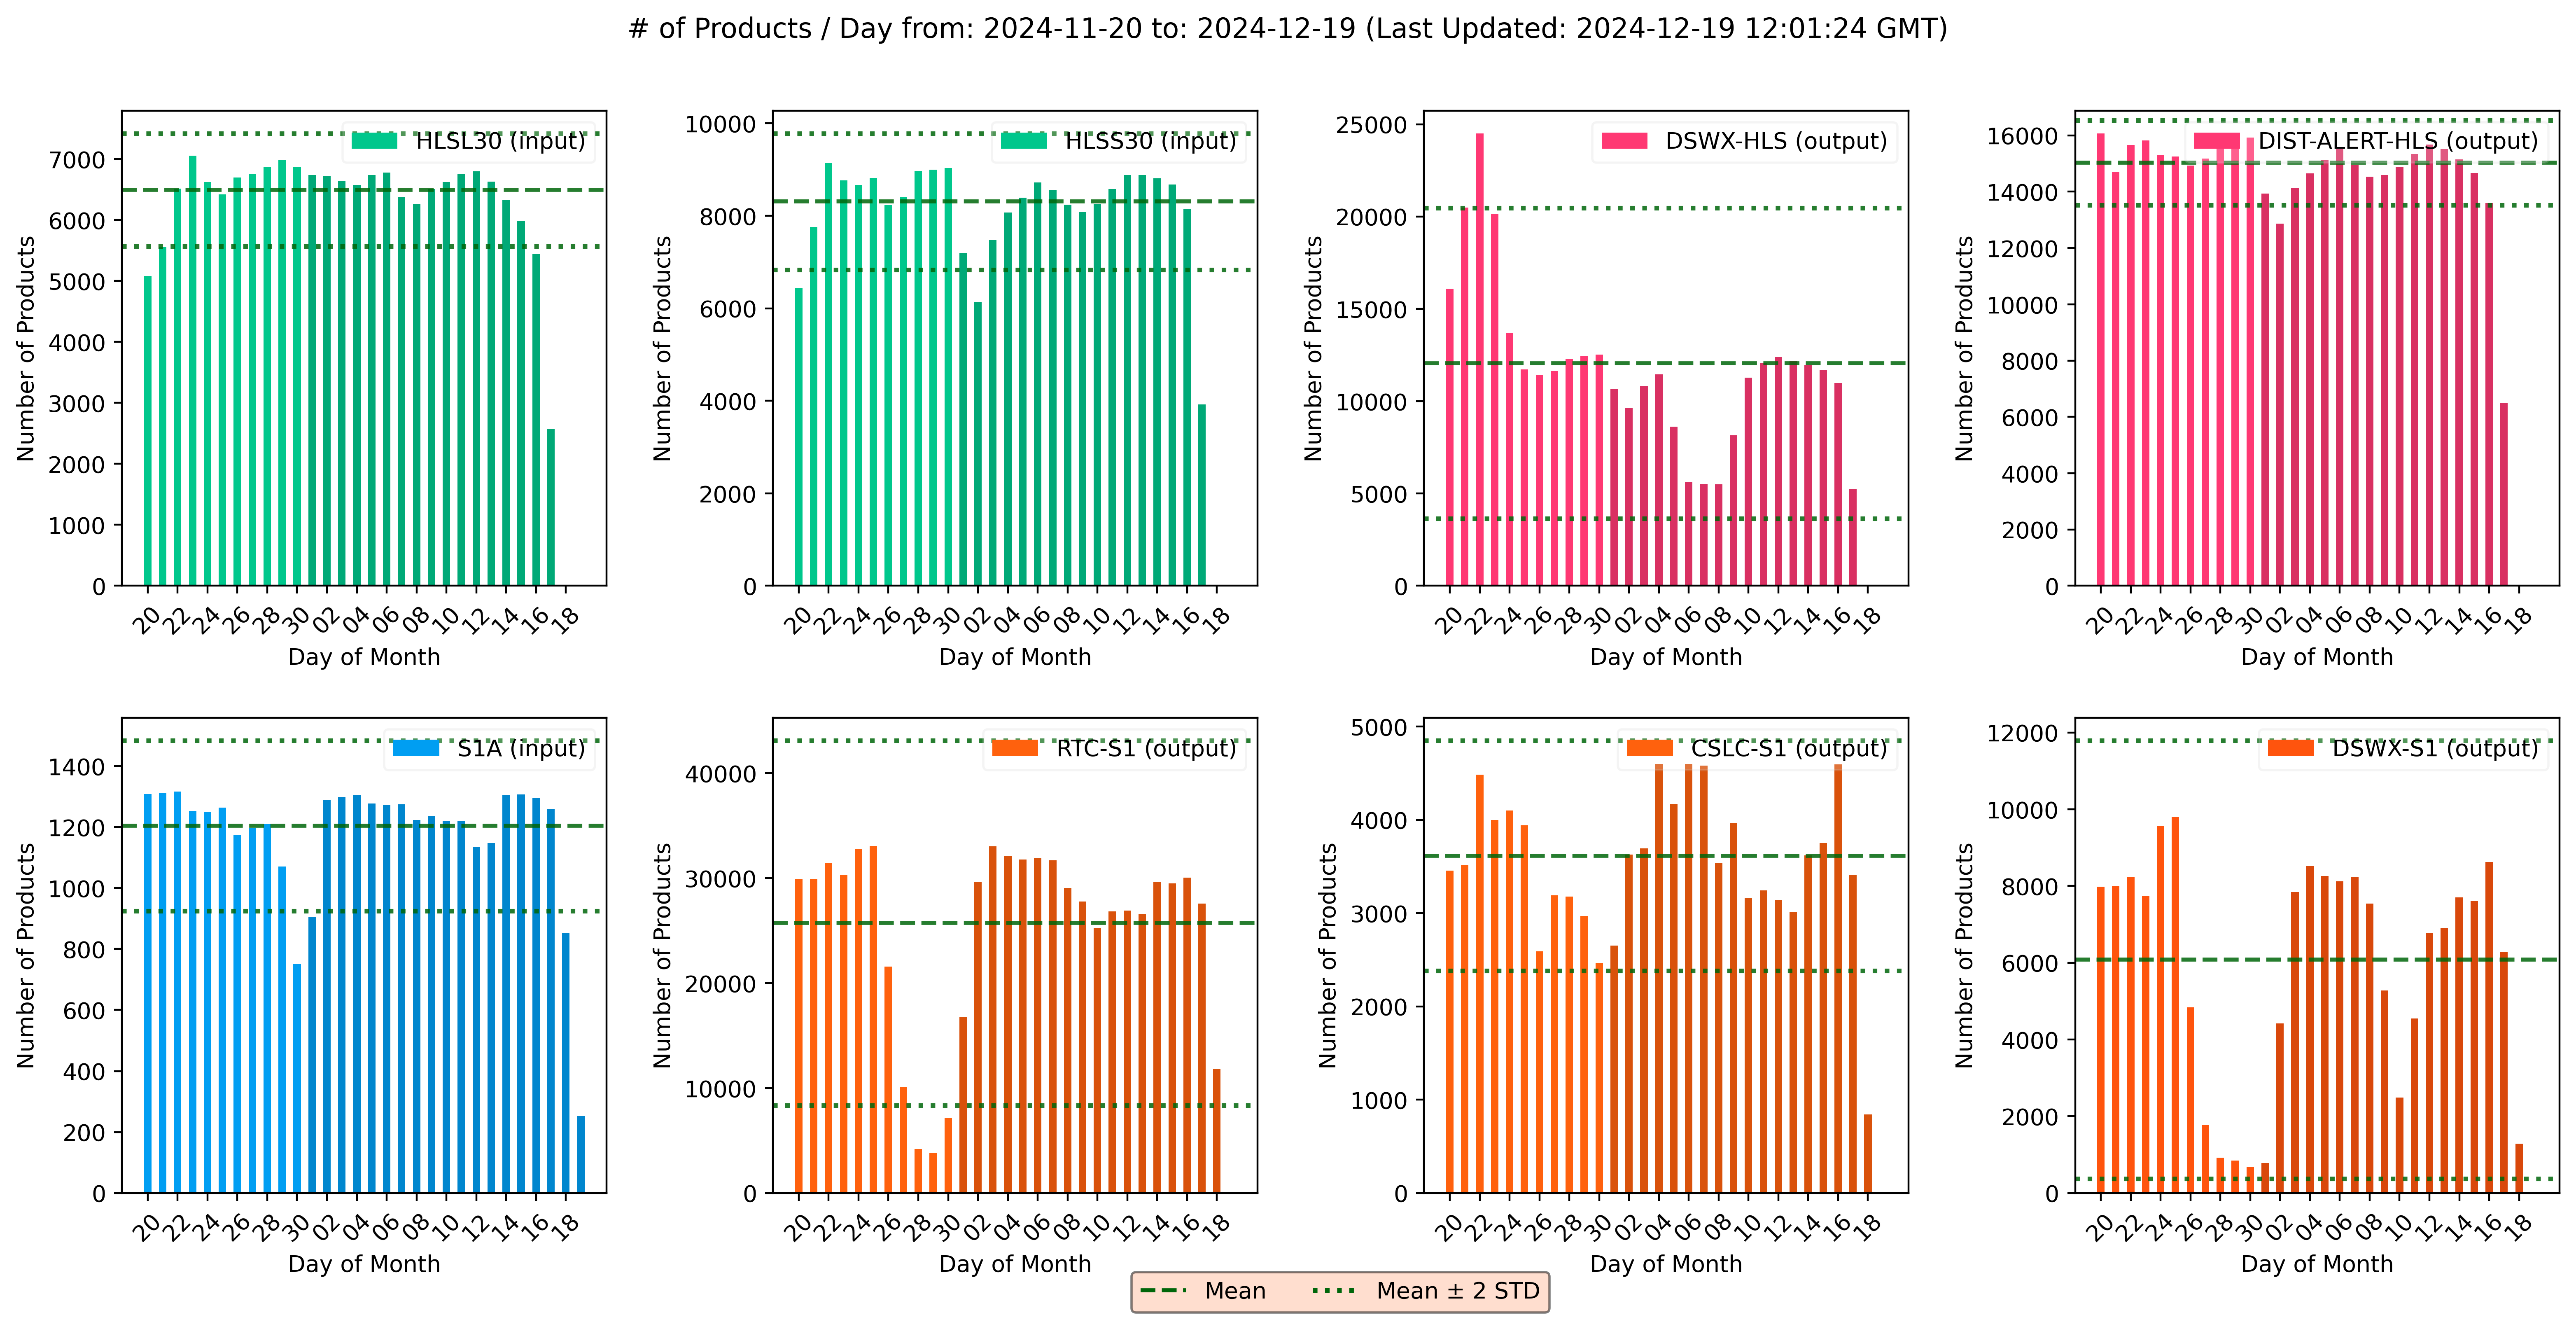 # of Products / Day from: 2024-11-20 to: 2024-12-19 (Last Updated: 2024-12-19 12:01:24 GMT)
HLSL30 (input)
Number of Products
7000
6000
5000
4000
3000
2000
1000
0
20 22 24 26 28 30 02 04 06 08 10 12 14 16 18
Day of Month
HLSS30 (input)
Number of Products
10000
8000
6000
4000
2000
0
20 22 24 26 28 30 02 04 06 08 10 12 14 16 18
Day of Month
DSWX-HLS (output)
Number of Products
25000
20000
15000
10000
5000
0
20 22 24 26 28 30 02 04 06 08 10 12 14 16 18
Day of Month
DIST-ALERT-HLS (output)
Number of Products
16000
14000
12000
10000
8000
6000
4000
2000
0
20 22 24 26 28 30 02 04 06 08 10 12 14 16 18
Day of Month
S1A (input)
Number of Products
1400
1200
1000
800
600
400
200
0
20 22 24 26 28 30 02 04 06 08 10 12 14 16 18
Day of Month
RTC-S1 (output)
Number of Products
40000
30000
20000
10000
0
20 22 24 26 28 30 02 04 06 08 10 12 14 16 18
Day of Month
CSLC-S1 (output)
Number of Products
5000
4000
3000
2000
1000
0
20 22 24 26 28 30 02 04 06 08 10 12 14 16 18
Day of Month
DSWX-S1 (output)
Number of Products
12000
10000
8000
6000
4000
2000
0
20 22 24 26 28 30 02 04 06 08 10 12 14 16 18
Day of Month
Mean
Mean ± 2 STD